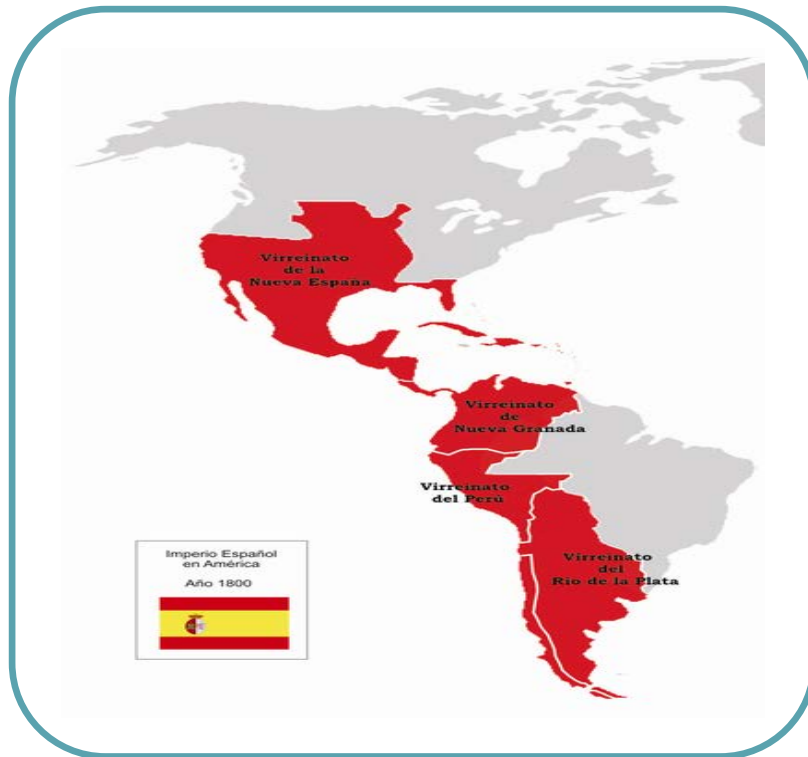 Virreinato
de la
Nueva España
Virreinato
de
Nueva Granada
Virreinato
del Perú
Virreinato
del
Rio de la Plata
Imperio Español
en América
Año 1800